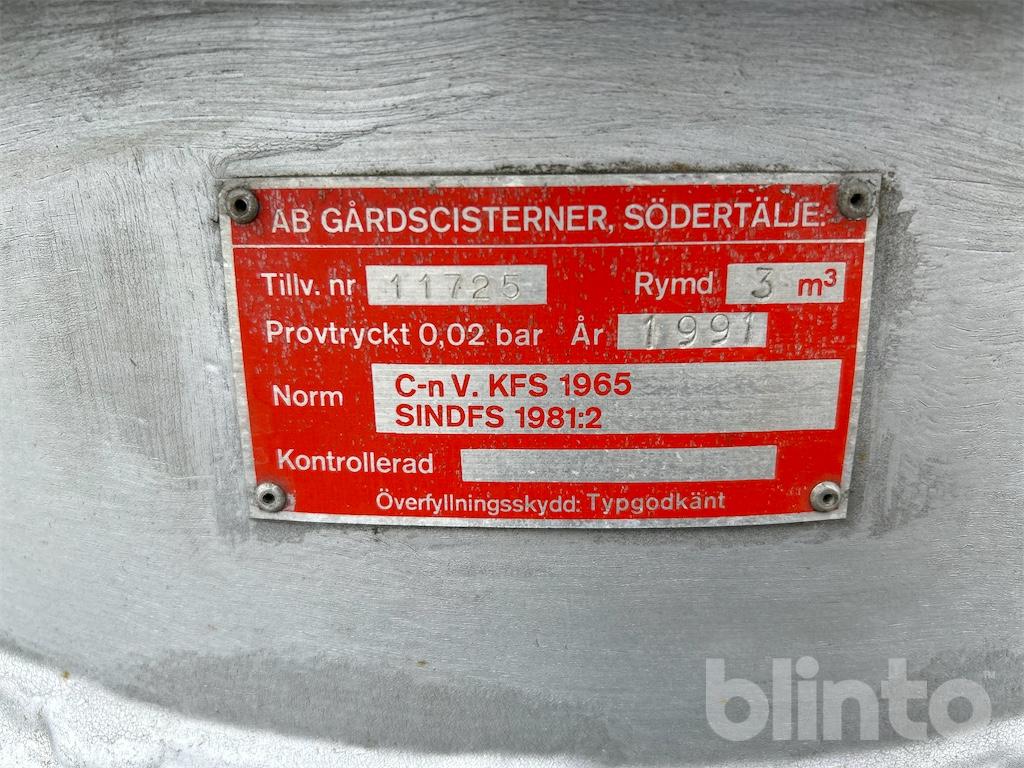 AB GÅRDSCISTERNER, SÖDERTÄLJE.
Tillv. nr 11725 Rymd 3 m³
Provtryckt 0,02 bar År 1991
Norm C-n V. KFS 1965
SINDFS 1981:2
Kontrollerad
Överfyllningsskydd: Typgodkänt
blinto™